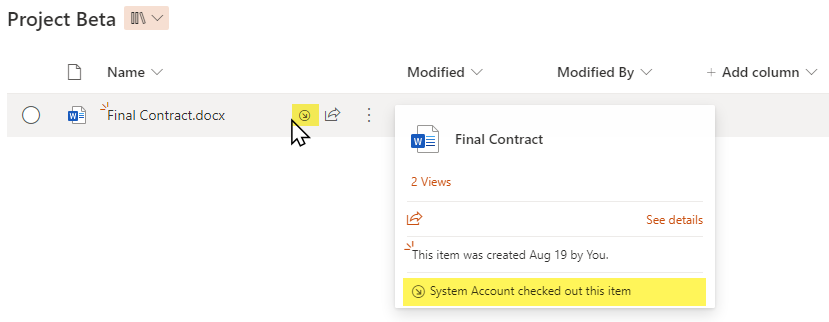 Project Beta
Name Modified Modified By + Add column
Final Contract.docx
Final Contract
2 Views
See details
This item was created Aug 19 by You.
System Account checked out this item